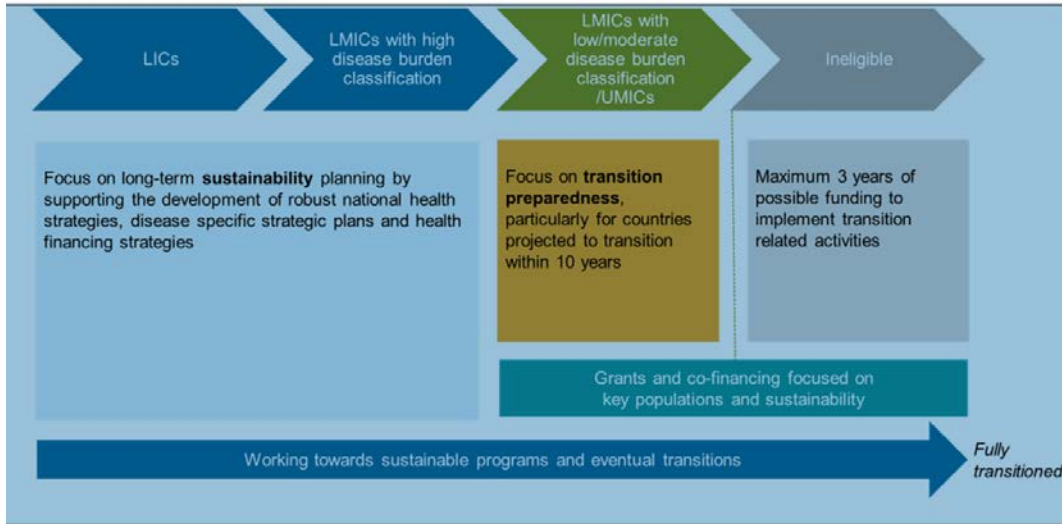 LICs
LMICs with high
disease burden
classification
LMICs with
low/moderate
disease burden
classification
/UMICs
Ineligible
Focus on long-term sustainability planning by
supporting the development of robust national health
strategies, disease specific strategic plans and health
financing strategies
Focus on transition
preparedness,
particularly for countries
projected to transition
within 10 years
Maximum 3 years of
possible funding to
implement transition
related activities
Grants and co-financing focused on
key populations and sustainability
Working towards sustainable programs and eventual transitions
Fully
transitioned